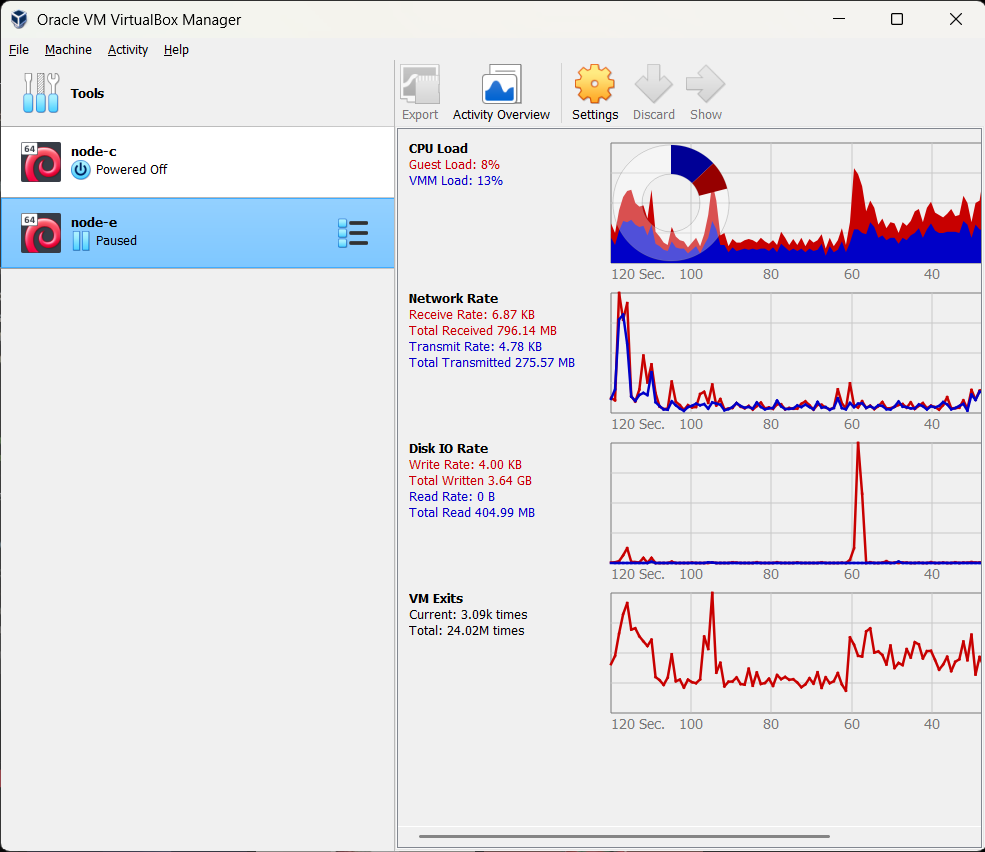 Oracle VM VirtualBox Manager
File Machine Activity Help
Tools
64
node-c
Powered Off
64
node-e
Paused
Export Activity Overview Settings Discard Show
CPU Load
Guest Load: 8%
VMM Load: 13%
120 Sec. 100 80 60 40
Network Rate
Receive Rate: 6.87 KB
Total Received 796.14 MB
Transmit Rate: 4.78 KB
Total Transmitted 275.57 MB
120 Sec. 100 80 60 40
Disk IO Rate
Write Rate: 4.00 KB
Total Written 3.64 GB
Read Rate: 0 B
Total Read 404.99 MB
120 Sec. 100 80 60 40
VM Exits
Current: 3.09k times
Total: 24.02M times
120 Sec. 100 80 60 40